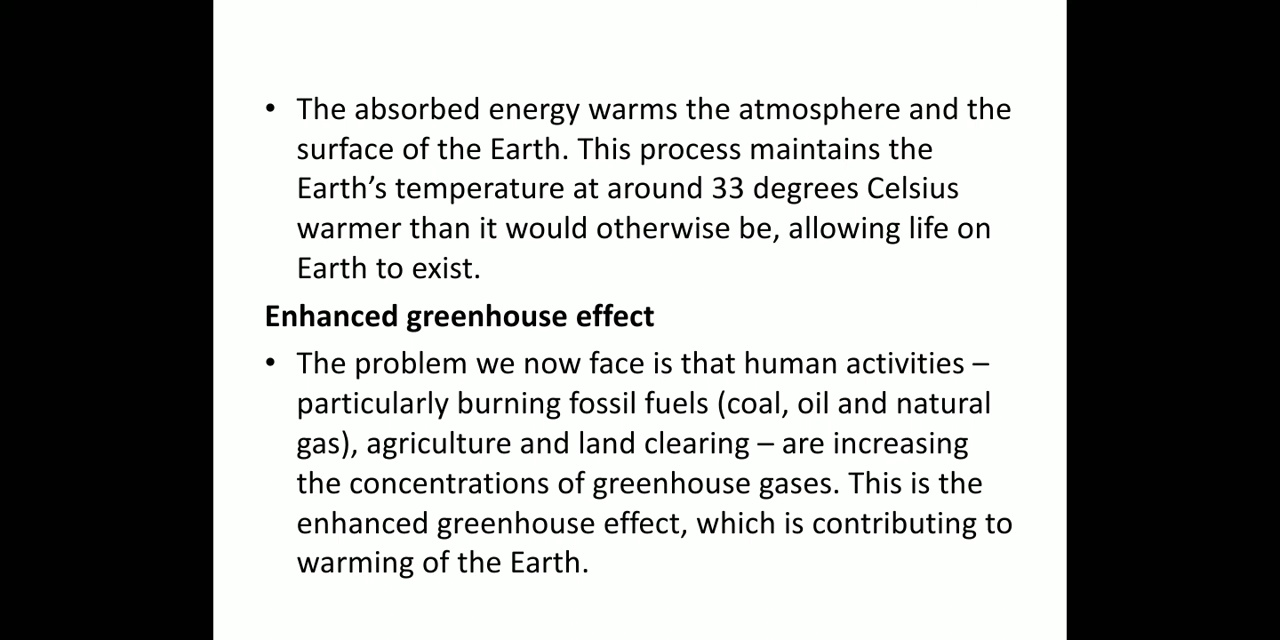 • The absorbed energy warms the atmosphere and the
surface of the Earth. This process maintains the
Earth’s temperature at around 33 degrees Celsius
warmer than it would otherwise be, allowing life on
Earth to exist.
Enhanced greenhouse effect
• The problem we now face is that human activities –
particularly burning fossil fuels (coal, oil and natural
gas), agriculture and land clearing – are increasing
the concentrations of greenhouse gases. This is the
enhanced greenhouse effect, which is contributing to
warming of the Earth.